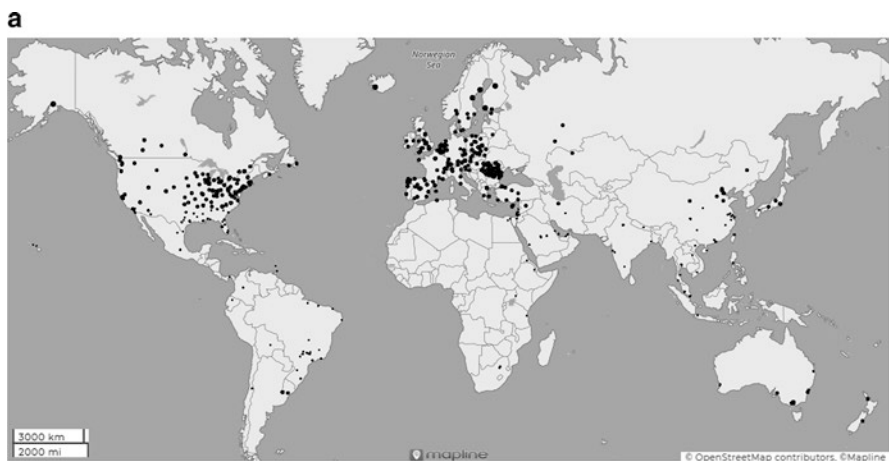 a
Norwegian
Sea
3000 km
2000 mi
mapline
© OpenStreetMap contributors, ©Mapline